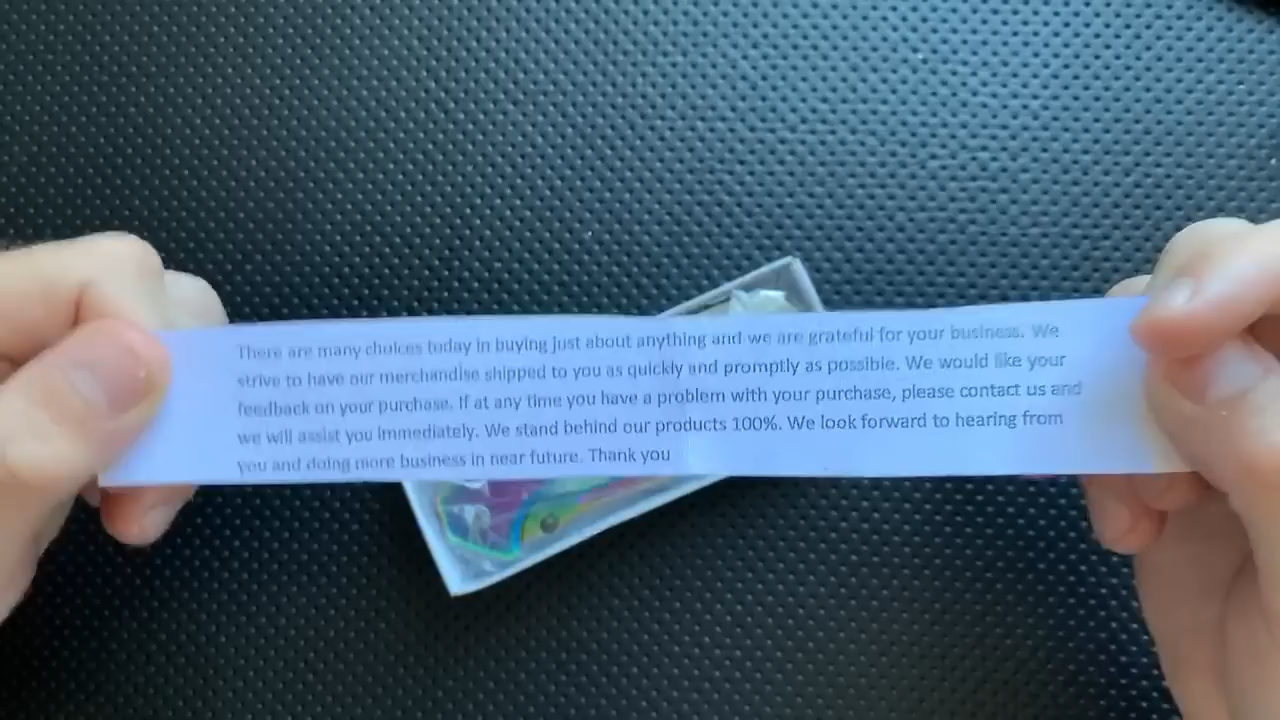 There are many choices today in buying just about anything and we are grateful for your business. We
strive to have our merchandise shipped to you as quickly and promptly as possible. We would like your
feedback on your purchase. If at any time you have a problem with your purchase, please contact us and
we will assist you immediately. We stand behind our products 100%. We look forward to hearing from
you and doing more business in near future. Thank you